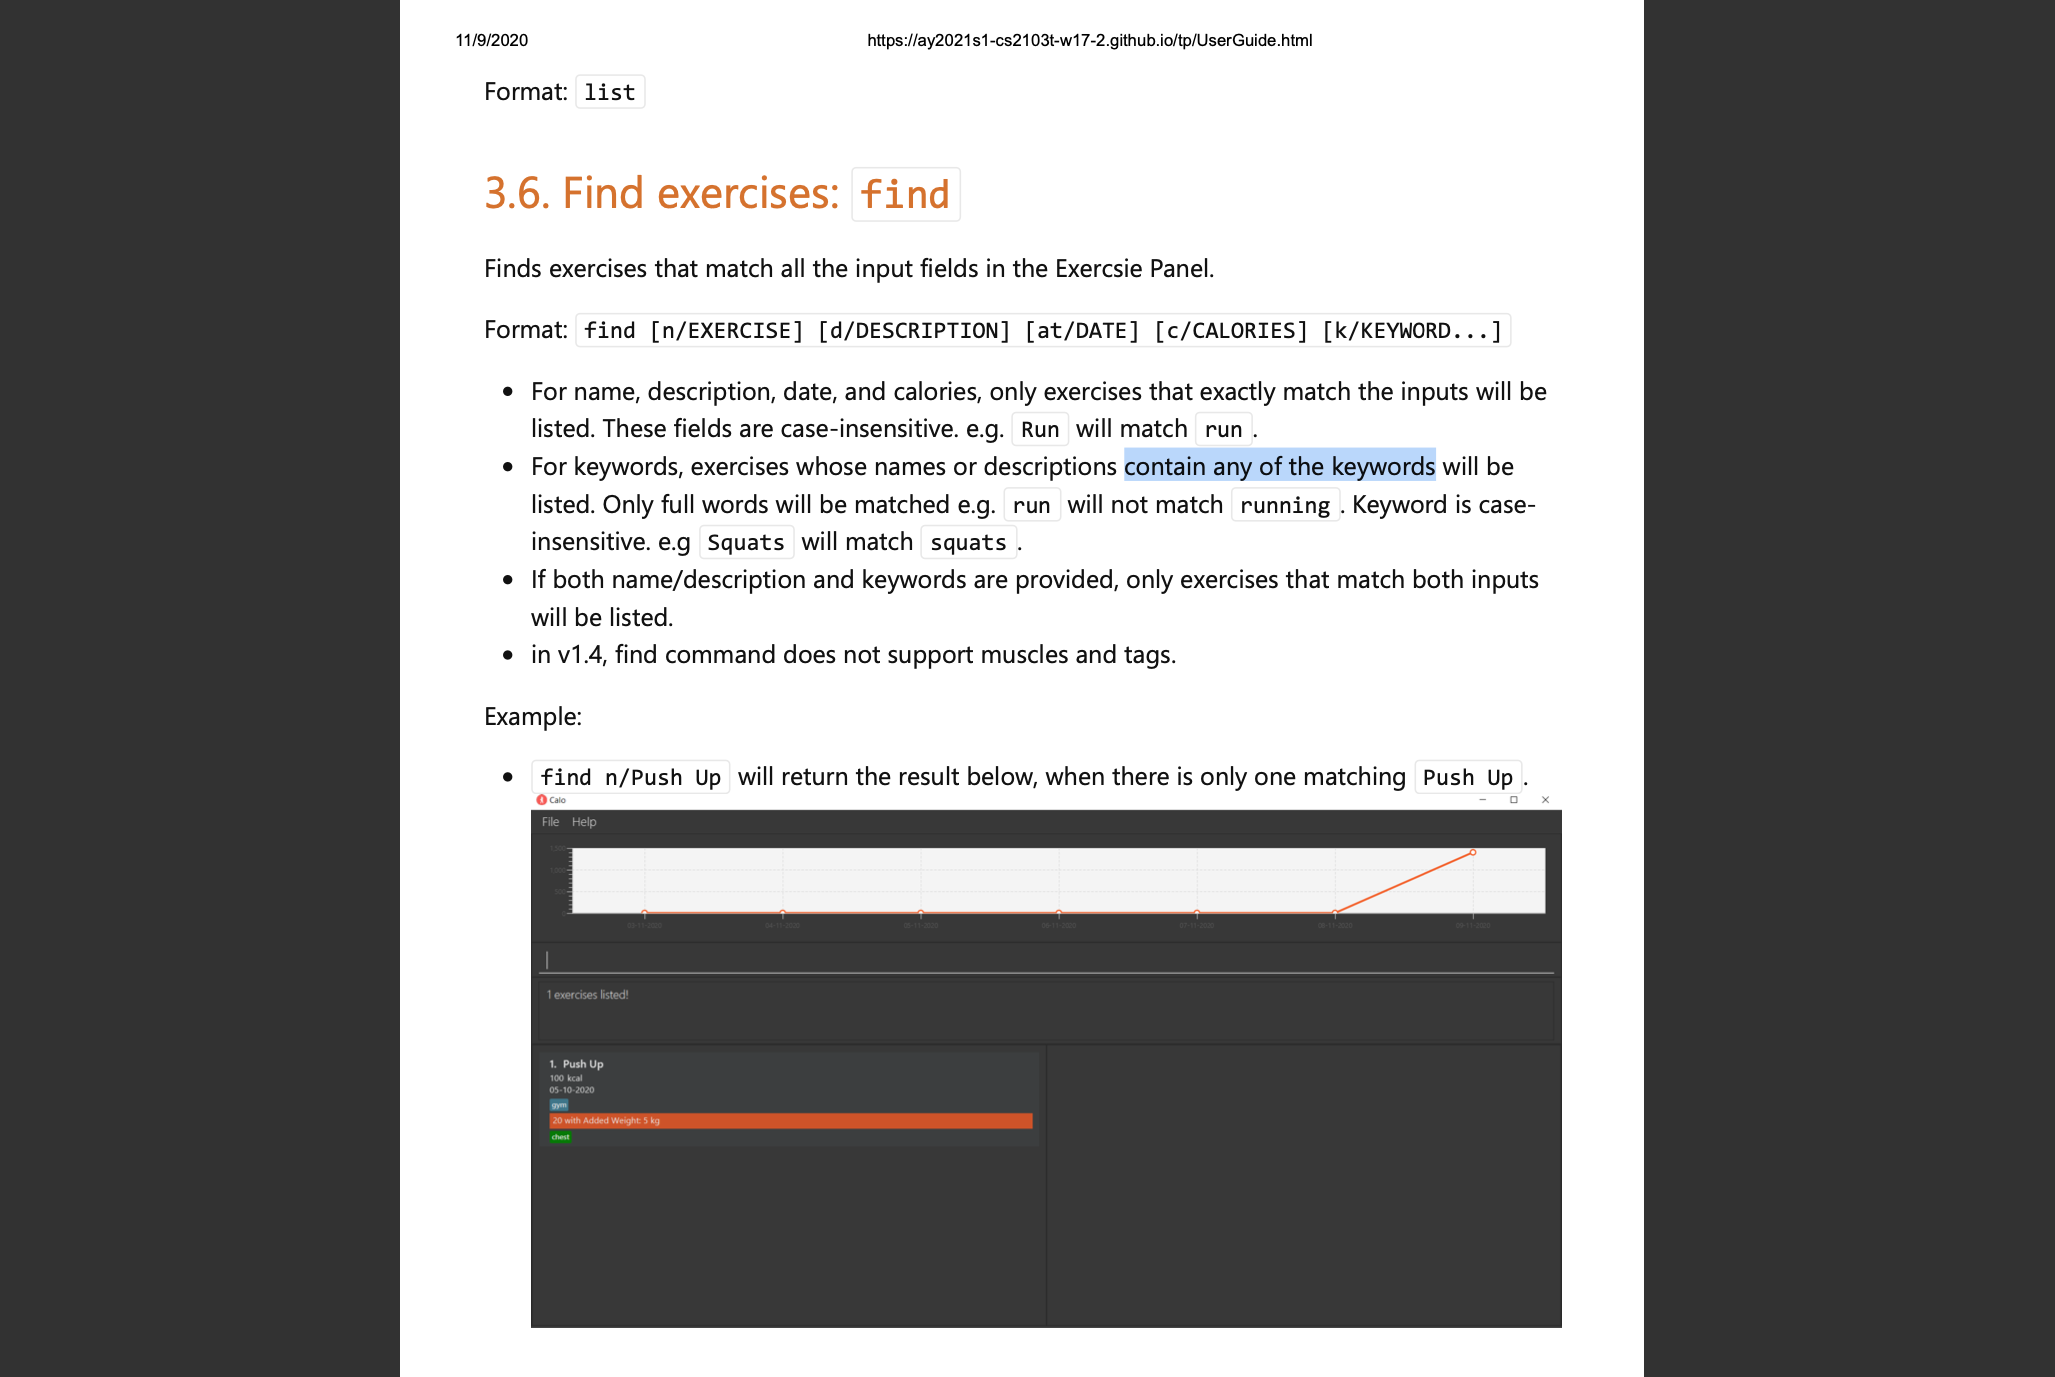 11/9/2020 https://ay2021s1-cs2103t-w17-2.github.io/tp/UserGuide.html
Format: list
3.6. Find exercises: find
Finds exercises that match all the input fields in the Exercsie Panel.
Format: find [n/EXERCISE] [d/DESCRIPTION] [at/DATE] [c/CALORIES] [k/KEYWORD...]
• For name, description, date, and calories, only exercises that exactly match the inputs will be
listed. These fields are case-insensitive. e.g. Run will match run.
• For keywords, exercises whose names or descriptions contain any of the keywords will be
listed. Only full words will be matched e.g. run will not match running. Keyword is case-
insensitive. e.g Squats will match squats.
• If both name/description and keywords are provided, only exercises that match both inputs
will be listed.
• in v1.4, find command does not support muscles and tags.
Example:
• find n/Push Up will return the result below, when there is only one matching Push Up.
Calo
File Help
1 exercises listed!
1. Push Up
100 kcal
05-10-2020
gym
20 with Added Weight: 5 kg
chest